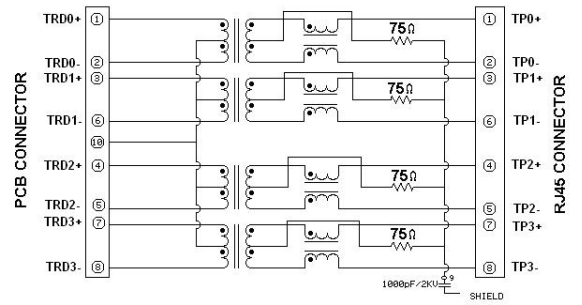 TRD0+ 1 75Ω 1 TP0+
TRD0- 2 2 TP0-
TRD1+ 3 75Ω 3 TP1+
TRD1- 6 6 TP1-
10
TRD2+ 4 75Ω 4 TP2+
TRD2- 5 5 TP2-
TRD3+ 7 75Ω 7 TP3+
TRD3- 8 8 TP3-
1000pF/2KV 9
SHIELD
PCB CONNECTOR
RJ45 CONNECTOR